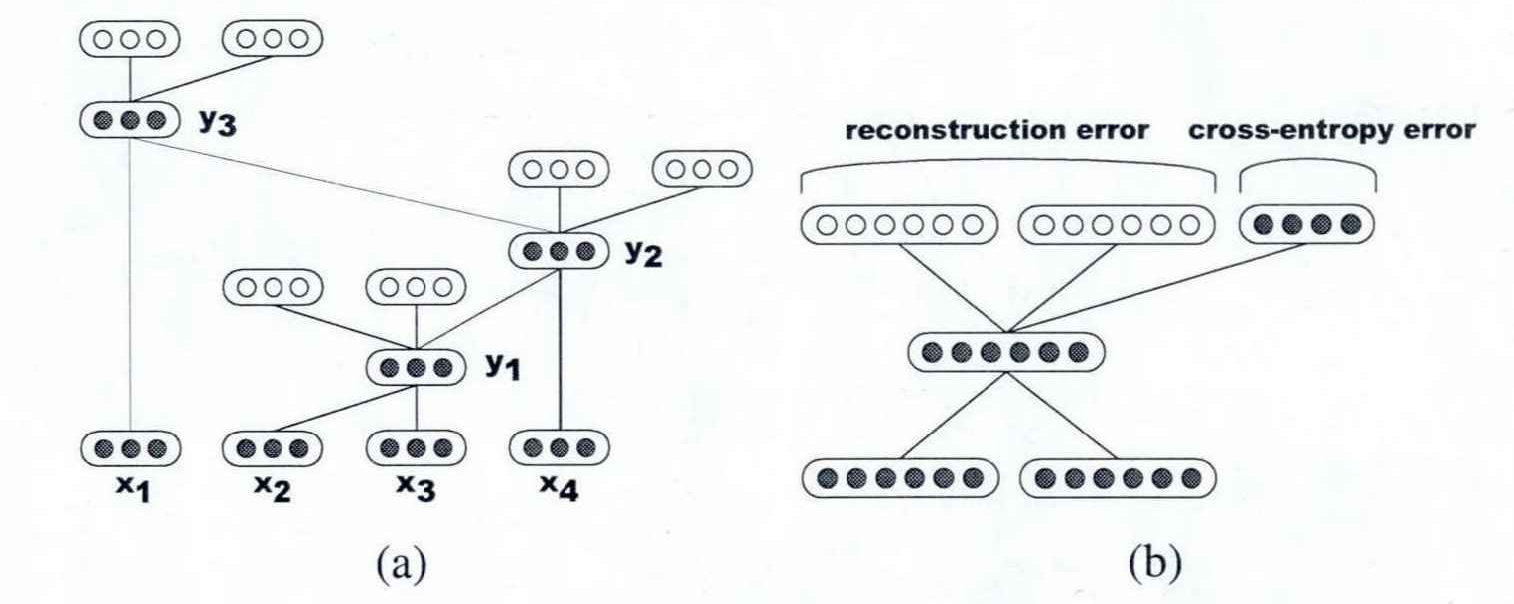 y3
reconstruction error cross-entropy error
y2
y1
x1 x2 x3 x4
(a) (b)